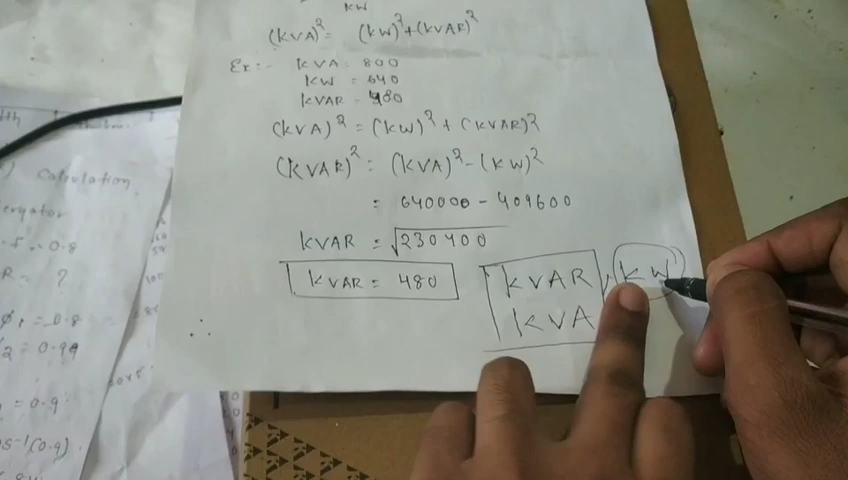 KW
(KVA)² = (KW)² + (KVAR)²
Ex:- KVA = 800
KW = 640
KVAR = 480
(KVA)² = (KW)² + (KVAR)²
(KVAR)² = (KVA)² - (KW)²
= 640000 - 409600
KVAR = √230400
KVAR = 480
KVAR, KW
KVA
∴
Calculation
= 0.8
R = ?
= 0.8
= 0.9
(0.9)